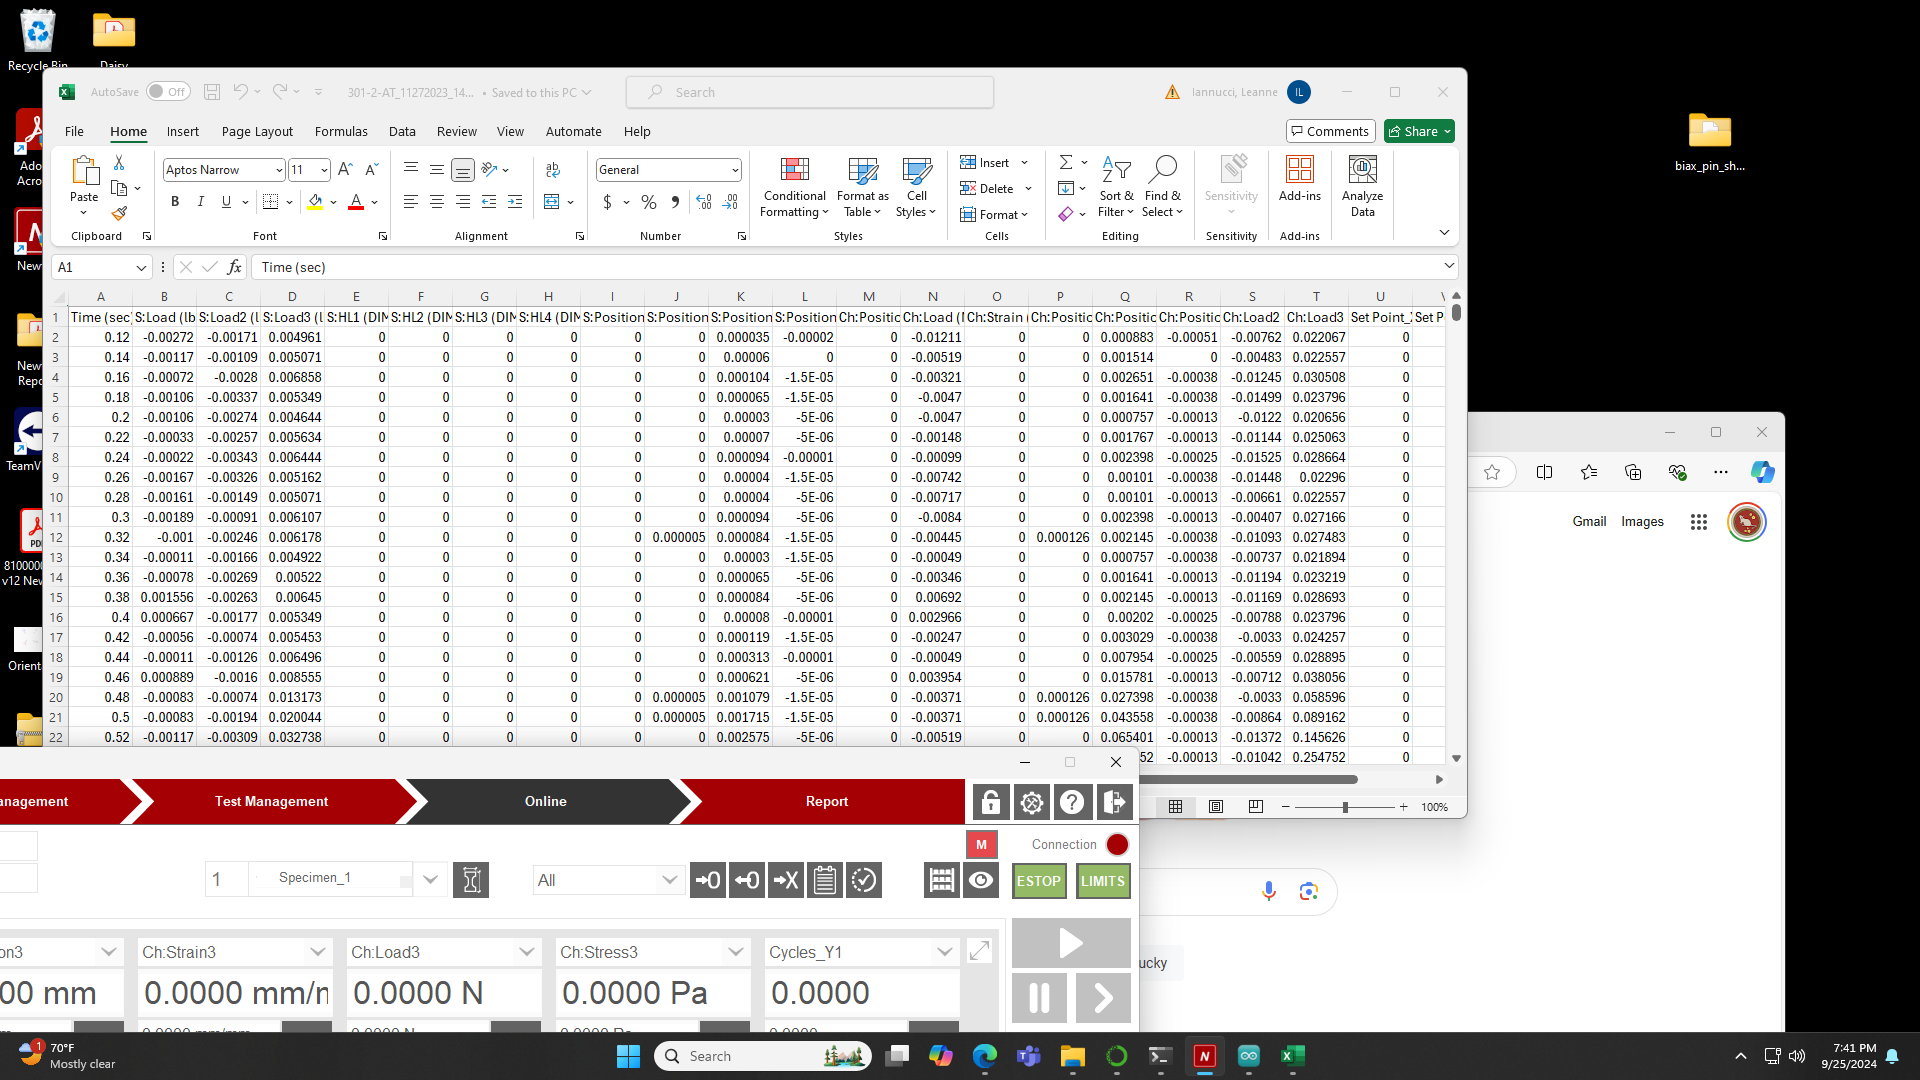 Recycle Bin
Daisy
Ado
Acro
New
New
Repo
TeamV
PDF
8100000
v12 New
Orient
biax_pin_sh...
AutoSave Off 301-2-AT_11272023_14... • Saved to this PC Search Iannucci, Leanne IL
File Home Insert Page Layout Formulas Data Review View Automate Help Comments Share
Paste
Clipboard
Aptos Narrow 11
B I U
Font
Alignment
General
$ %
Number
Conditional Formatting
Format as Table
Cell Styles
Styles
Insert
Delete
Format
Cells
Sort & Filter
Find & Select
Editing
Sensitivity
Sensitivity
Add-ins
Add-ins
Analyze Data
A1 fx Time (sec)
A B C D E F G H I J K L M N O P Q R S T U
1 Time (sec) S:Load (lb S:Load2 (l S:Load3 (l S:HL1 (DIM S:HL2 (DIM S:HL3 (DIM S:HL4 (DIM S:Position S:Position S:Position S:Position Ch:Positic Ch:Load (N Ch:Strain ( Ch:Positic Ch:Positic Ch:Positic Ch:Load2 Ch:Load3 Set Point_X Set P
2 0.12 -0.00272 -0.00171 0.004961 0 0 0 0 0 0 0.000035 -0.00002 0 -0.01211 0 0 0.000883 -0.00051 -0.00762 0.022067 0
3 0.14 -0.00117 -0.00109 0.005071 0 0 0 0 0 0 0.00006 0 0 -0.00519 0 0 0.001514 0 -0.00483 0.022557 0
4 0.16 -0.00072 -0.0028 0.006858 0 0 0 0 0 0 0.000104 -1.5E-05 0 -0.00321 0 0 0.002651 -0.00038 -0.01245 0.030508 0
5 0.18 -0.00106 -0.00337 0.005349 0 0 0 0 0 0 0.000065 -1.5E-05 0 -0.0047 0 0 0.001641 -0.00038 -0.01499 0.023796 0
6 0.2 -0.00106 -0.00274 0.004644 0 0 0 0 0 0 0.00003 -5E-06 0 -0.0047 0 0 0.000757 -0.00013 -0.0122 0.020656 0
7 0.22 -0.00033 -0.00257 0.005634 0 0 0 0 0 0 0.00007 -5E-06 0 -0.00148 0 0 0.001767 -0.00013 -0.01144 0.025063 0
8 0.24 -0.00022 -0.00343 0.006444 0 0 0 0 0 0 0.000094 -0.00001 0 -0.00099 0 0 0.002398 -0.00025 -0.01525 0.028664 0
9 0.26 -0.00167 -0.00326 0.005162 0 0 0 0 0 0 0.00004 -1.5E-05 0 -0.00742 0 0 0.00101 -0.00038 -0.01448 0.02296 0
10 0.28 -0.00161 -0.00149 0.005071 0 0 0 0 0 0 0.00004 -5E-06 0 -0.00717 0 0 0.00101 -0.00013 -0.00661 0.022557 0
11 0.3 -0.00189 -0.00091 0.006107 0 0 0 0 0 0 0.000094 -5E-06 0 -0.0084 0 0 0.002398 -0.00013 -0.00407 0.027166 0
12 0.32 -0.001 -0.00246 0.006178 0 0 0 0 0 0.000005 0.000084 -1.5E-05 0 -0.00445 0 0.000126 0.002145 -0.00038 -0.01093 0.027483 0
13 0.34 -0.00011 -0.00166 0.004922 0 0 0 0 0 0 0.00003 -1.5E-05 0 -0.00049 0 0 0.000757 -0.00038 -0.00737 0.021894 0
14 0.36 -0.00078 -0.00269 0.00522 0 0 0 0 0 0 0.000065 -5E-06 0 -0.00346 0 0 0.001641 -0.00013 -0.01194 0.023219 0
15 0.38 0.001556 -0.00263 0.00645 0 0 0 0 0 0 0.000084 -5E-06 0 0.00692 0 0 0.002145 -0.00013 -0.01169 0.028693 0
16 0.4 0.000667 -0.00177 0.005349 0 0 0 0 0 0 0.00008 -0.00001 0 0.002966 0 0 0.00202 -0.00025 -0.00788 0.023796 0
17 0.42 -0.00056 -0.00074 0.005453 0 0 0 0 0 0 0.000119 -1.5E-05 0 -0.00247 0 0 0.003029 -0.00038 -0.0033 0.024257 0
18 0.44 -0.00011 -0.00126 0.006496 0 0 0 0 0 0 0.000313 -0.00001 0 -0.00049 0 0 0.007954 -0.00025 -0.00559 0.028895 0
19 0.46 0.000889 -0.0016 0.008555 0 0 0 0 0 0 0.000621 -5E-06 0 0.003954 0 0 0.015781 -0.00013 -0.00712 0.038056 0
20 0.48 -0.00083 -0.00074 0.013173 0 0 0 0 0 0.000005 0.001079 -1.5E-05 0 -0.00371 0 0.000126 0.027398 -0.00038 -0.0033 0.058596 0
21 0.5 -0.00083 -0.00194 0.020044 0 0 0 0 0 0.000005 0.001715 -1.5E-05 0 -0.00371 0 0.000126 0.043558 -0.00038 -0.00864 0.089162 0
22 0.52 -0.00117 -0.00309 0.032738 0 0 0 0 0 0 0.002575 -5E-06 0 -0.00519 0 0 0.065401 -0.00013 -0.01372 0.145626 0
52 -0.00013 -0.01042 0.254752 0
100%
Gmail Images
ucky
anagement Test Management Online Report
M Connection
1 Specimen_1 All ESTOP LIMITS
on3 Ch:Strain3 Ch:Load3 Ch:Stress3 Cycles_Y1
00 mm 0.0000 mm/m 0.0000 N 0.0000 Pa 0.0000
0.0000 mm/mm 0.0000 N 0.0000 Pa 0.0000
1
70°F
Mostly clear
Search
7:41 PM
9/25/2024